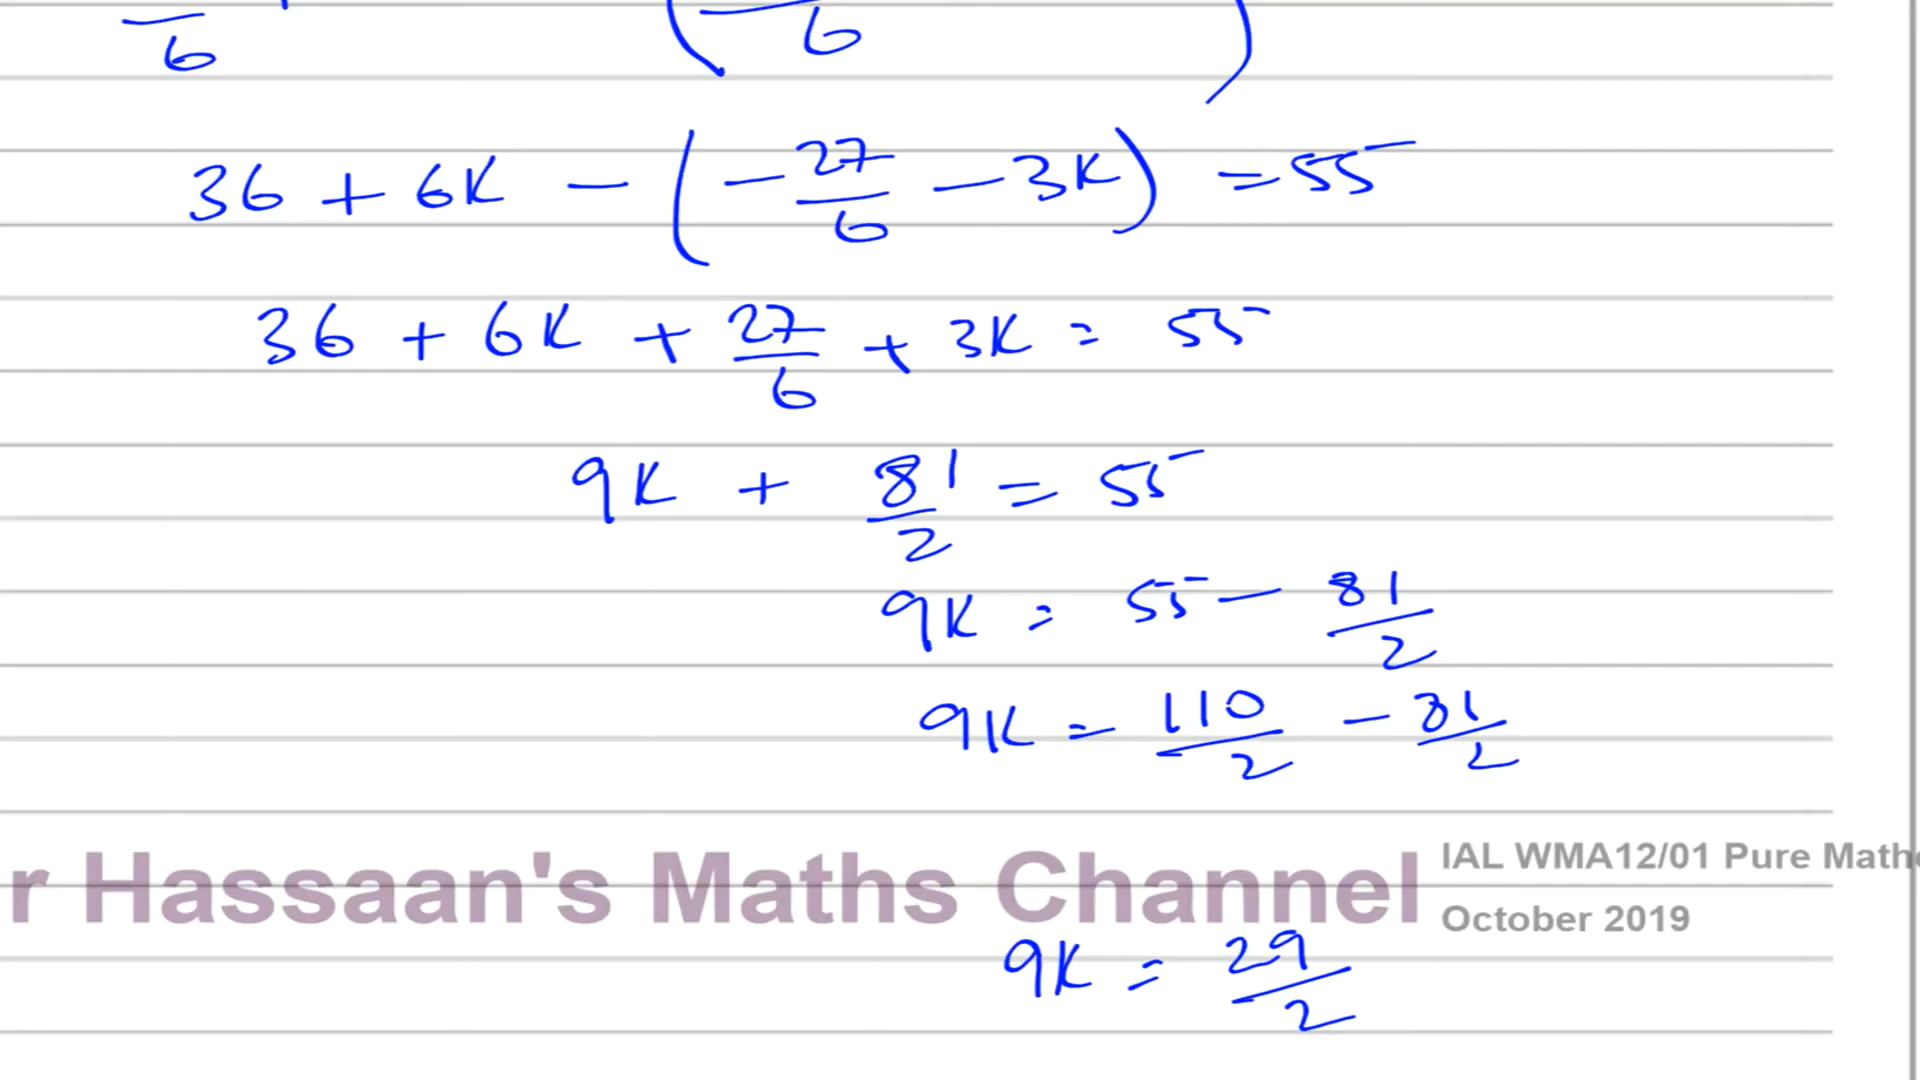 6 ( 6 )
36 + 6K − (−27/6 − 3K) = 55
36 + 6K + 27/6 + 3K = 55
9K + 81/2 = 55
9K = 55 − 81/2
9K = 110/2 − 81/2
r Hassaan's Maths Channel
IAL WMA12/01 Pure Math
October 2019
9K = 29/2